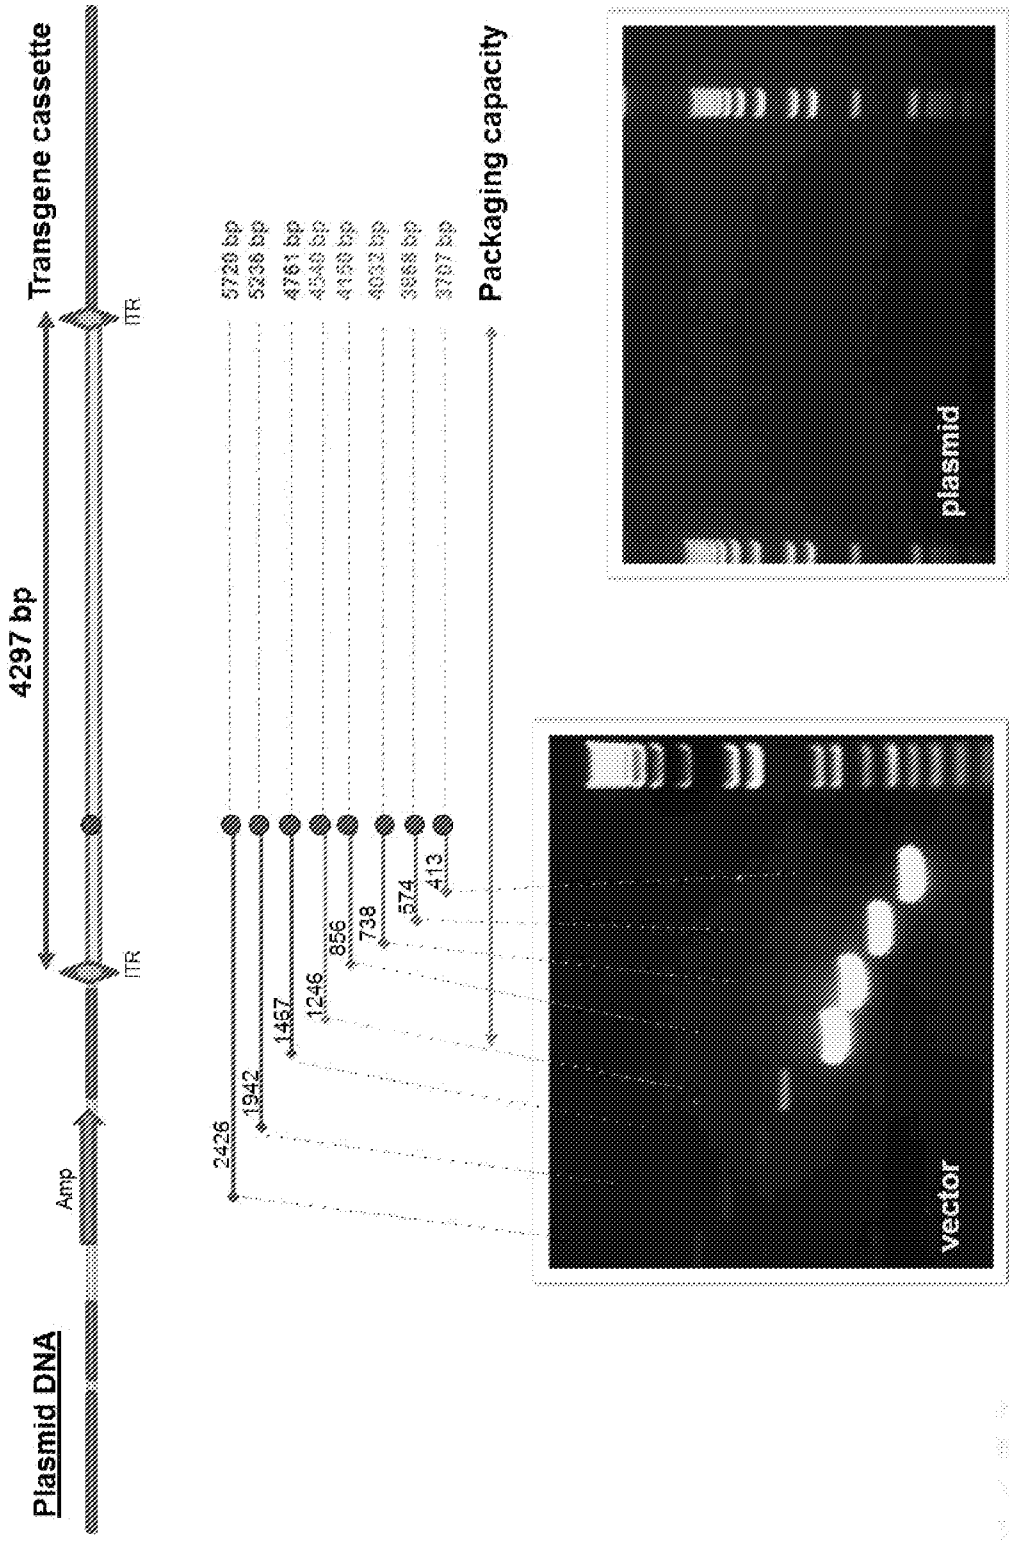 4297 bp
Plasmid DNA
Transgene cassette
Amp
ITR
ITR
2426
5720 bp
1942
5236 bp
1467
4761 bp
1246
4540 bp
856
4150 bp
738
4032 bp
574
3868 bp
413
3707 bp
Packaging capacity
vector
plasmid